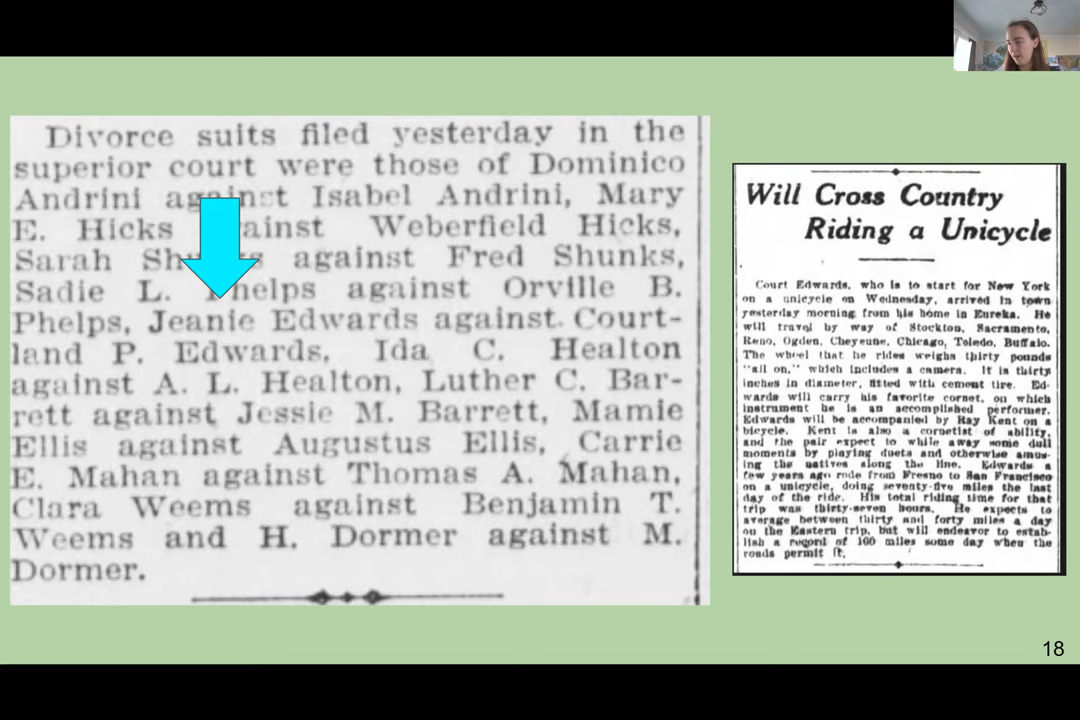 Divorce suits filed yesterday in the
superior court were those of Dominico
Andrini against Isabel Andrini, Mary
E. Hicks against Weberfield Hicks,
Sarah Shunks against Fred Shunks,
Sadie L. Phelps against Orville B.
Phelps, Jeanie Edwards against Court-
land P. Edwards, Ida C. Healton
against A. L. Healton, Luther C. Bar-
rett against Jessie M. Barrett, Mamie
Ellis against Augustus Ellis, Carrie
E. Mahan against Thomas A. Mahan,
Clara Weems against Benjamin T.
Weems and H. Dormer against M.
Dormer.
Will Cross Country
Riding a Unicycle
Court Edwards, who is to start for New York
on a unicycle on Wednesday, arrived in town
yesterday morning from his home in Eureka. He
will travel by way of Stockton, Sacramento,
Reno, Ogden, Cheyenne, Chicago, Toledo, Buffalo.
The wheel that he rides weighs thirty pounds
"all on," which includes a camera. It is thirty
inches in diameter, fitted with cement tire. Ed-
wards will carry his favorite cornet, on which
instrument he is an accomplished performer.
Edwards will be accompanied by Ray Kent on a
bicycle. Kent is also a cornetist of ability,
and the pair expect to while away some dull
moments by playing duets and otherwise amus-
ing the natives along the line. Edwards a
few years ago rode from Fresno to San Francisco
on a unicycle, doing seventy-five miles the last
day of the ride. His total riding time for that
trip was thirty-seven hours. He expects to
average between thirty and forty miles a day
on the Eastern trip, but will endeavor to estab-
lish a record of 100 miles some day when the
roads permit it.
18